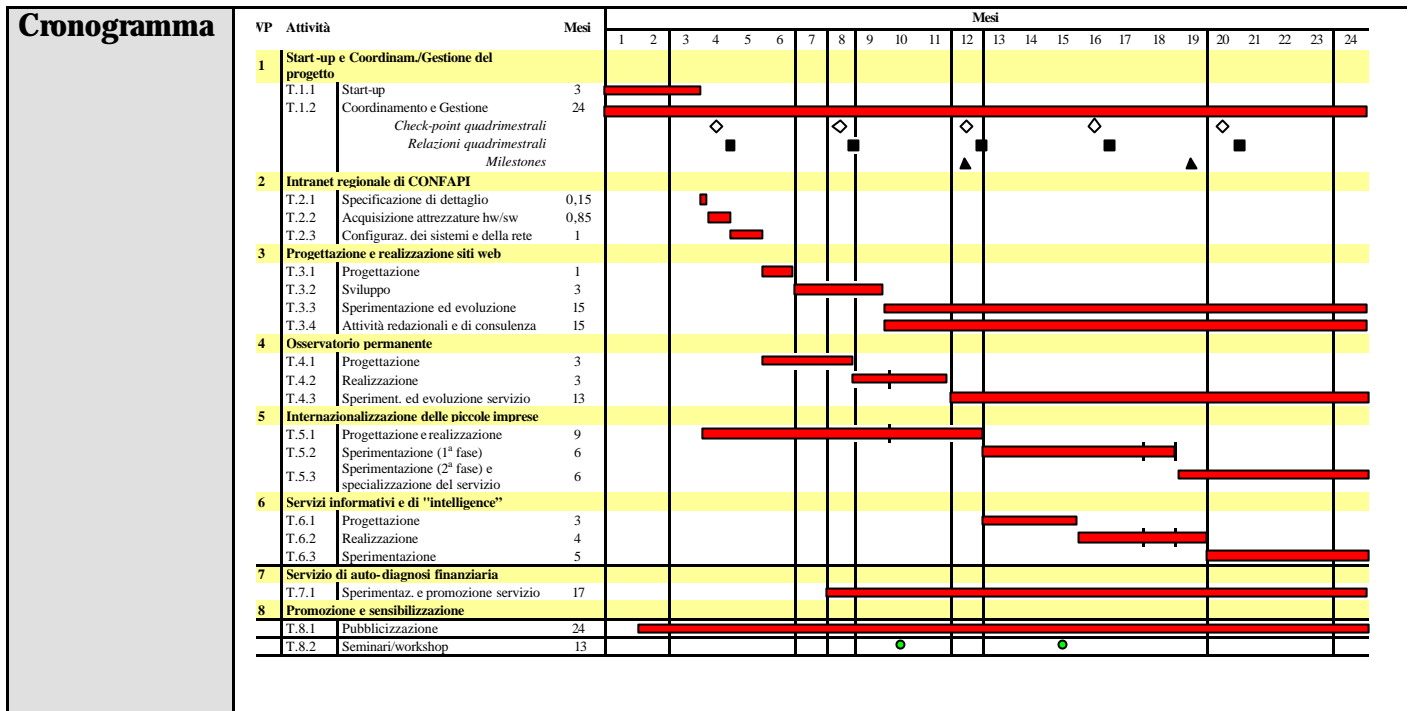 Cronogramma
WP Attività Mesi Mesi
1 2 3 4 5 6 7 8 9 10 11 12 13 14 15 16 17 18 19 20 21 22 23 24
1 Start-up e Coordinam./Gestione del
progetto
T.1.1 Start-up 3
T.1.2 Coordinamento e Gestione 24
Check-point quadrimestrali
Relazioni quadrimestrali
Milestones
2 Intranet regionale di CONFAPI
T.2.1 Specificazione di dettaglio 0,15
T.2.2 Acquisizione attrezzature hw/sw 0,85
T.2.3 Configuraz. dei sistemi e della rete 1
3 Progettazione e realizzazione siti web
T.3.1 Progettazione 1
T.3.2 Sviluppo 3
T.3.3 Sperimentazione ed evoluzione 15
T.3.4 Attività redazionali e di consulenza 15
4 Osservatorio permanente
T.4.1 Progettazione 3
T.4.2 Realizzazione 3
T.4.3 Speriment. ed evoluzione servizio 13
5 Internazionalizzazione delle piccole imprese
T.5.1 Progettazione e realizzazione 9
T.5.2 Sperimentazione (1ª fase) 6
T.5.3 Sperimentazione (2ª fase) e
specializzazione del servizio 6
6 Servizi informativi e di "intelligence”
T.6.1 Progettazione 3
T.6.2 Realizzazione 4
T.6.3 Sperimentazione 5
7 Servizio di auto-diagnosi finanziaria
T.7.1 Sperimentaz. e promozione servizio 17
8 Promozione e sensibilizzazione
T.8.1 Pubblicizzazione 24
T.8.2 Seminari/workshop 13